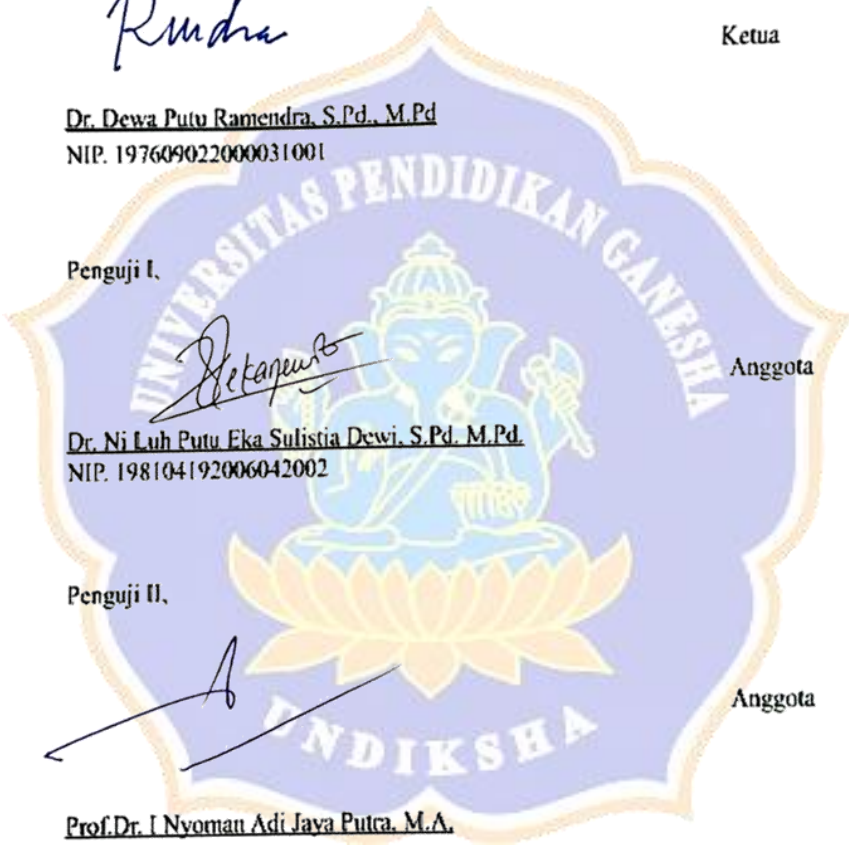 Ketua
Dr. Dewa Putu Ramendra, S.Pd., M.Pd
NIP. 197609022000031001
UNIVERSITAS PENDIDIKAN GANESHA
Penguji I,
Anggota
Dr. Ni Luh Putu Eka Sulistia Dewi, S.Pd. M.Pd.
NIP. 198104192006042002
Penguji II,
Anggota
UNDIKSHA
Prof.Dr. I Nyoman Adi Jaya Putra, M.A.